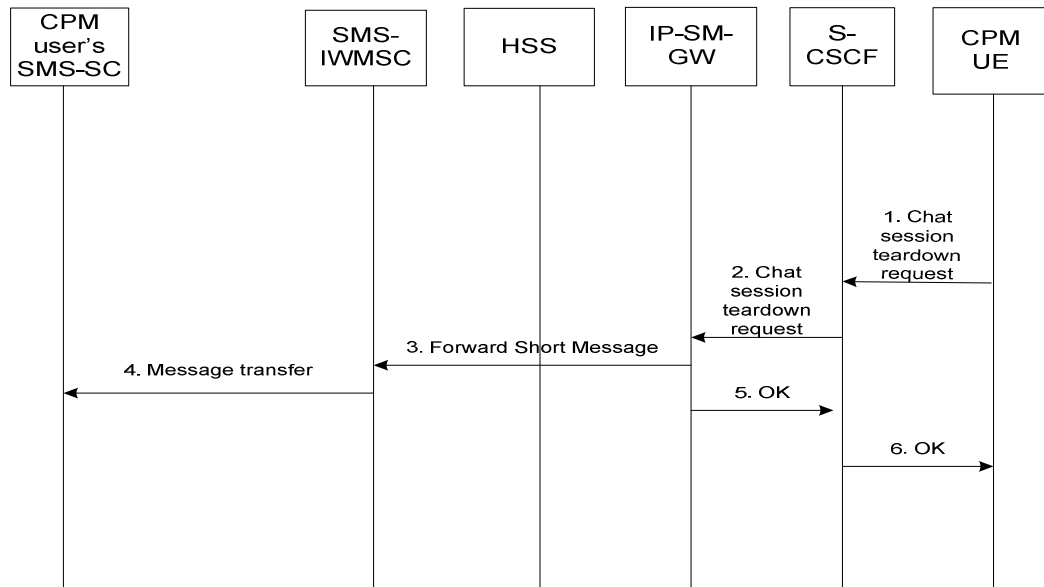 CPM
user's
SMS-SC
SMS-
IWMSC
HSS
IP-SM-
GW
S-
CSCF
CPM
UE
1. Chat
session
teardown
request
2. Chat
session
teardown
request
3. Forward Short Message
4. Message transfer
5. OK
6. OK